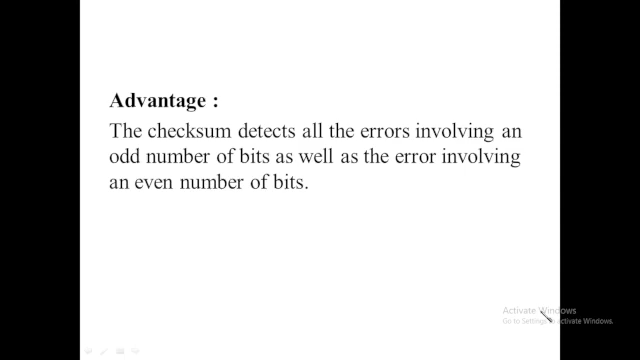 Advantage :
The checksum detects all the errors involving an
odd number of bits as well as the error involving
an even number of bits.
Activate Windows
Go to Settings to activate Windows.